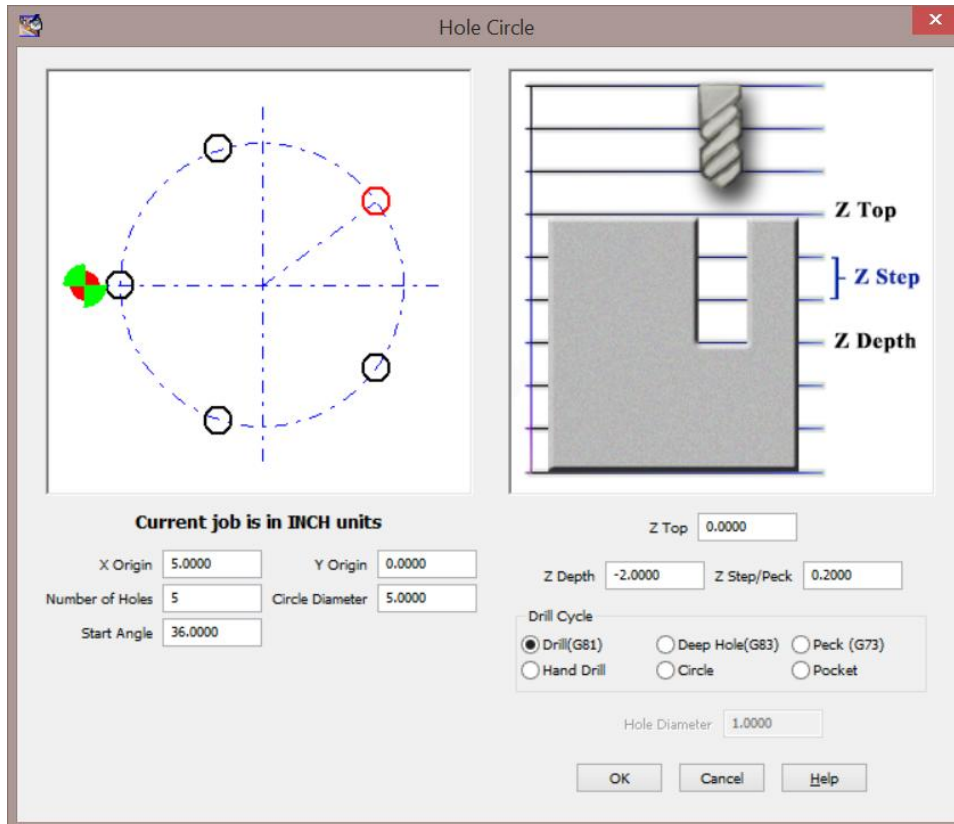 Hole Circle
Z Top
Z Step
Z Depth
Current job is in INCH units
X Origin 5.0000 Y Origin 0.0000
Number of Holes 5 Circle Diameter 5.0000
Start Angle 36.0000
Z Top 0.0000
Z Depth -2.0000 Z Step/Peck 0.2000
Drill Cycle
Drill(G81) Deep Hole(G83) Peck (G73)
Hand Drill Circle Pocket
Hole Diameter 1.0000
OK Cancel Help